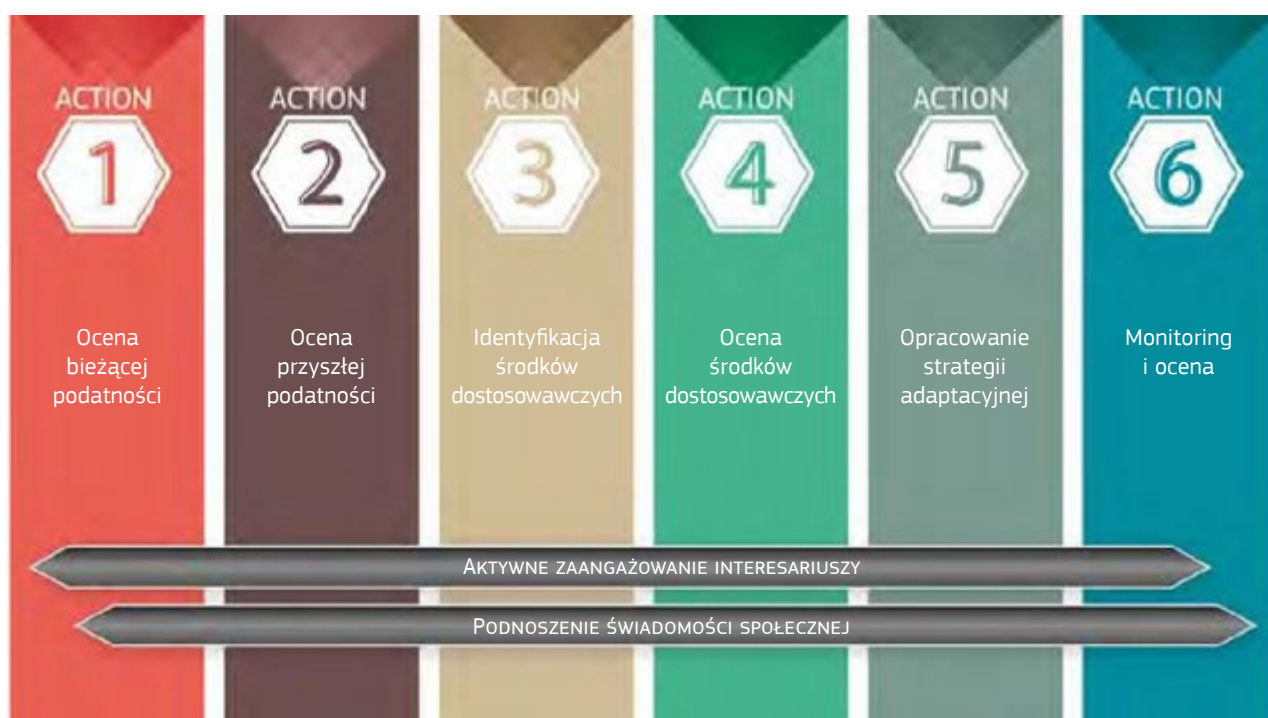 ACTION
1
Ocena
bieżącej
podatności
ACTION
2
Ocena
przyszłej
podatności
ACTION
3
Identyfikacja
środków
dostosowawczych
ACTION
4
Ocena
środków
dostosowawczych
ACTION
5
Opracowanie
strategii
adaptacyjnej
ACTION
6
Monitoring
i ocena
AKTYWNE ZAANGAŻOWANIE INTERESARIUSZY
PODNOSZENIE ŚWIADOMOŚCI SPOŁECZNEJ